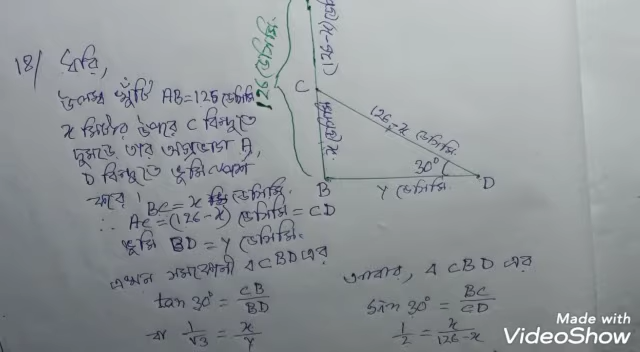 18/ ধরি,
উলম্ব খুঁটি AB=126 ডেসিমি.
x মিটার উপরে C বিন্দুতে
দুমড়ে তার অগ্রভাগ A,
D বিন্দুতে ভূমি স্পর্শ
করে।
BC = x ডেসিমি.
∴ AC = (126-x) ডেসিমি = CD
ভূমি BD = y ডেসিমি.
এখন সমকোণী ΔCBD এর
tan 30° = CB/BD
বা 1/√3 = x/y
126 ডেসিমি.
(126-x) ডেসিমি
C
x ডেসিমি
126-x ডেসিমি.
30°
B
y ডেসিমি.
D
আবার, Δ CBD এর
sin 30° = BC/CD
1/2 = x/126-x
Made with
VideoShow